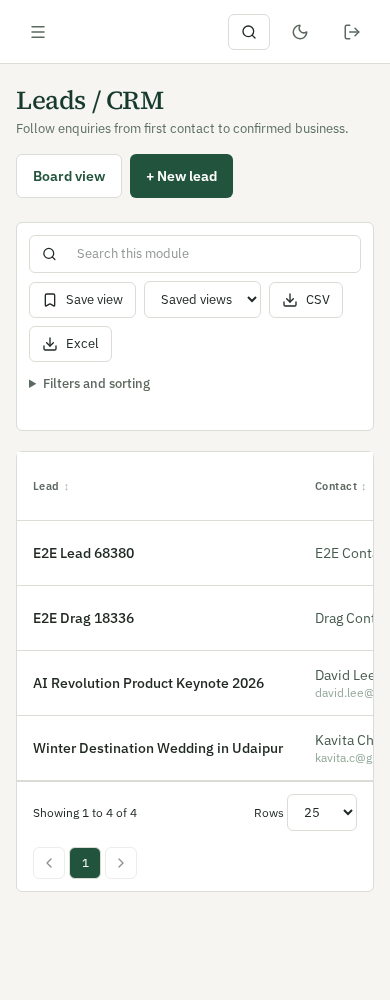 Leads / CRM
Follow enquiries from first contact to confirmed business.
Board view
+ New lead
Search this module
Save view
Saved views
CSV
Excel
Filters and sorting
Lead
Contact
E2E Lead 68380
E2E
E2E Drag 18336
Drag
AI Revolution Product Keynote 2026
David Lee
david.lee@
Winter Destination Wedding in Udaipur
Kavita
kavita.c@g
Showing 1 to 4 of 4
Rows 25
1